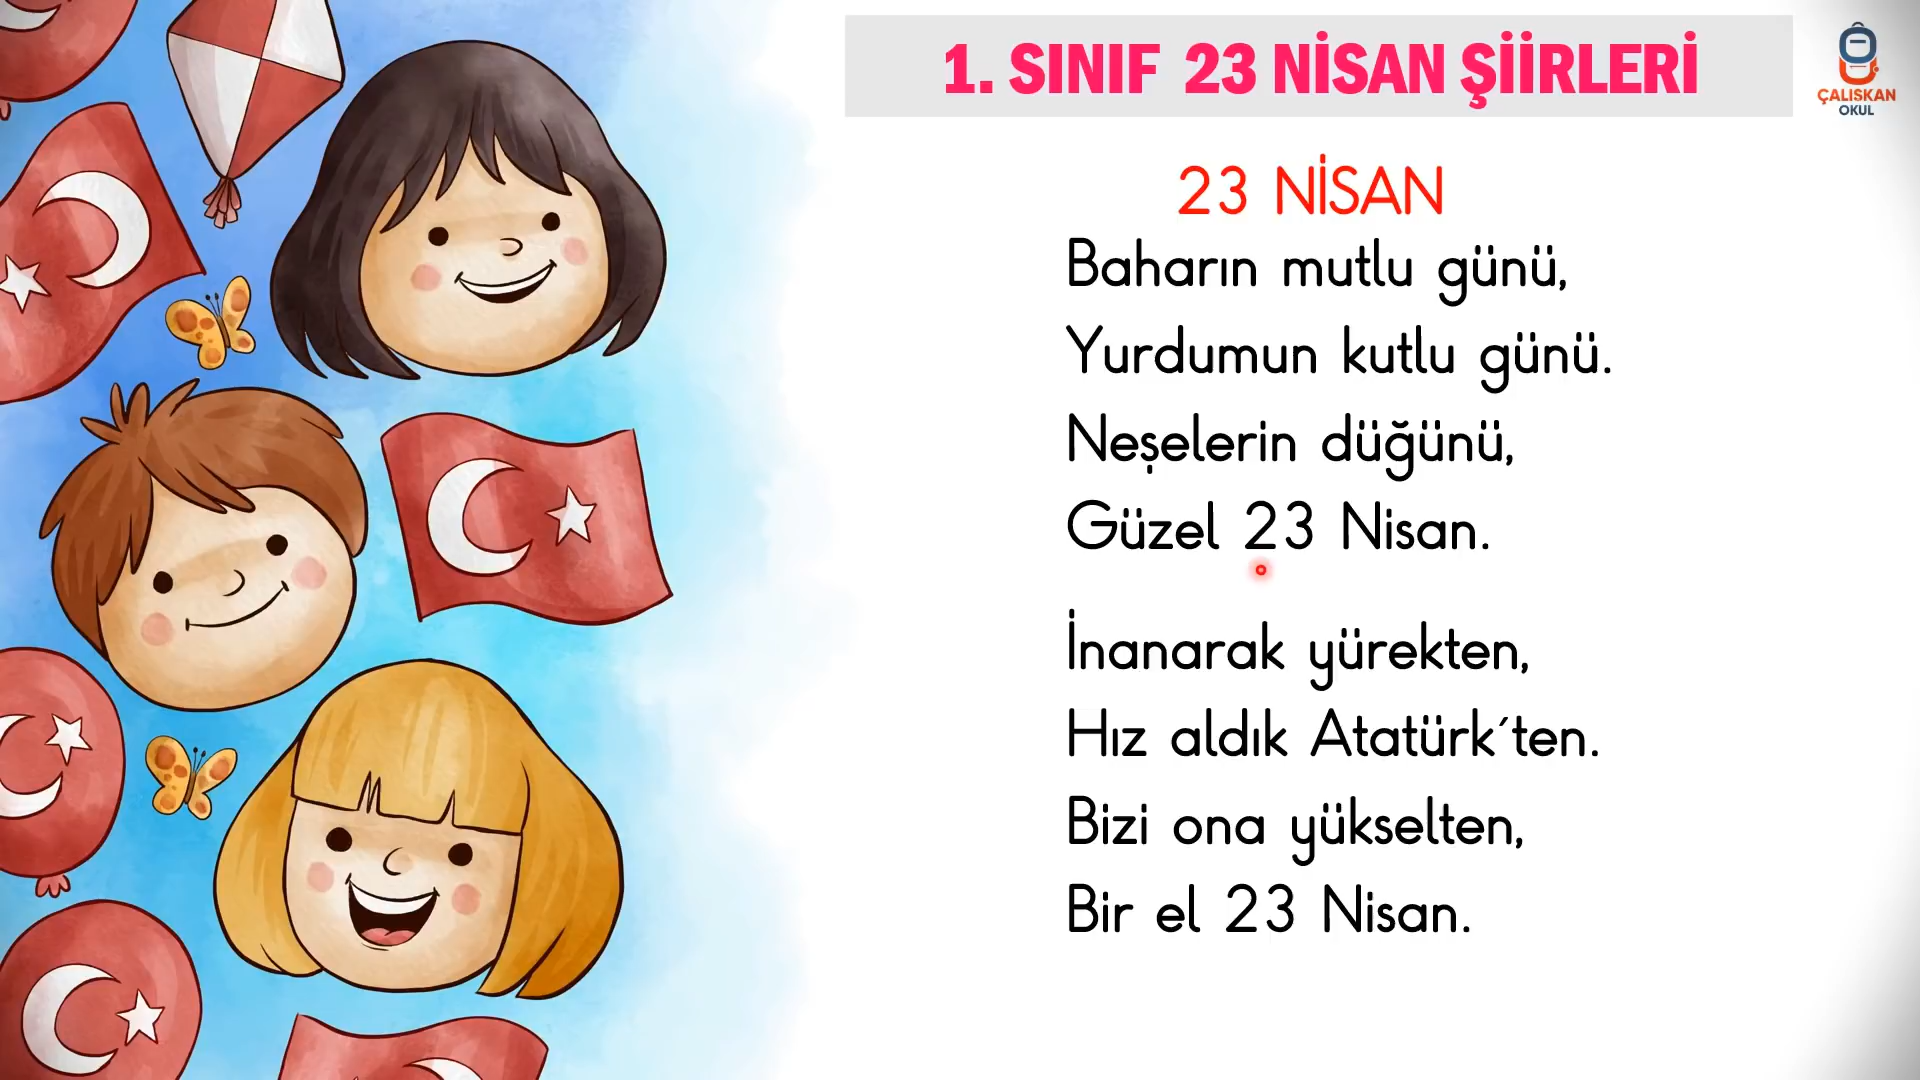 1. SINIF 23 NİSAN ŞİİRLERİ
ÇALISKAN
OKUL
23 NİSAN
Baharın mutlu günü,
Yurdumun kutlu günü.
Neşelerin düğünü,
Güzel 23 Nisan.
İnanarak yürekten,
Hız aldık Atatürk´ten.
Bizi ona yükselten,
Bir el 23 Nisan.